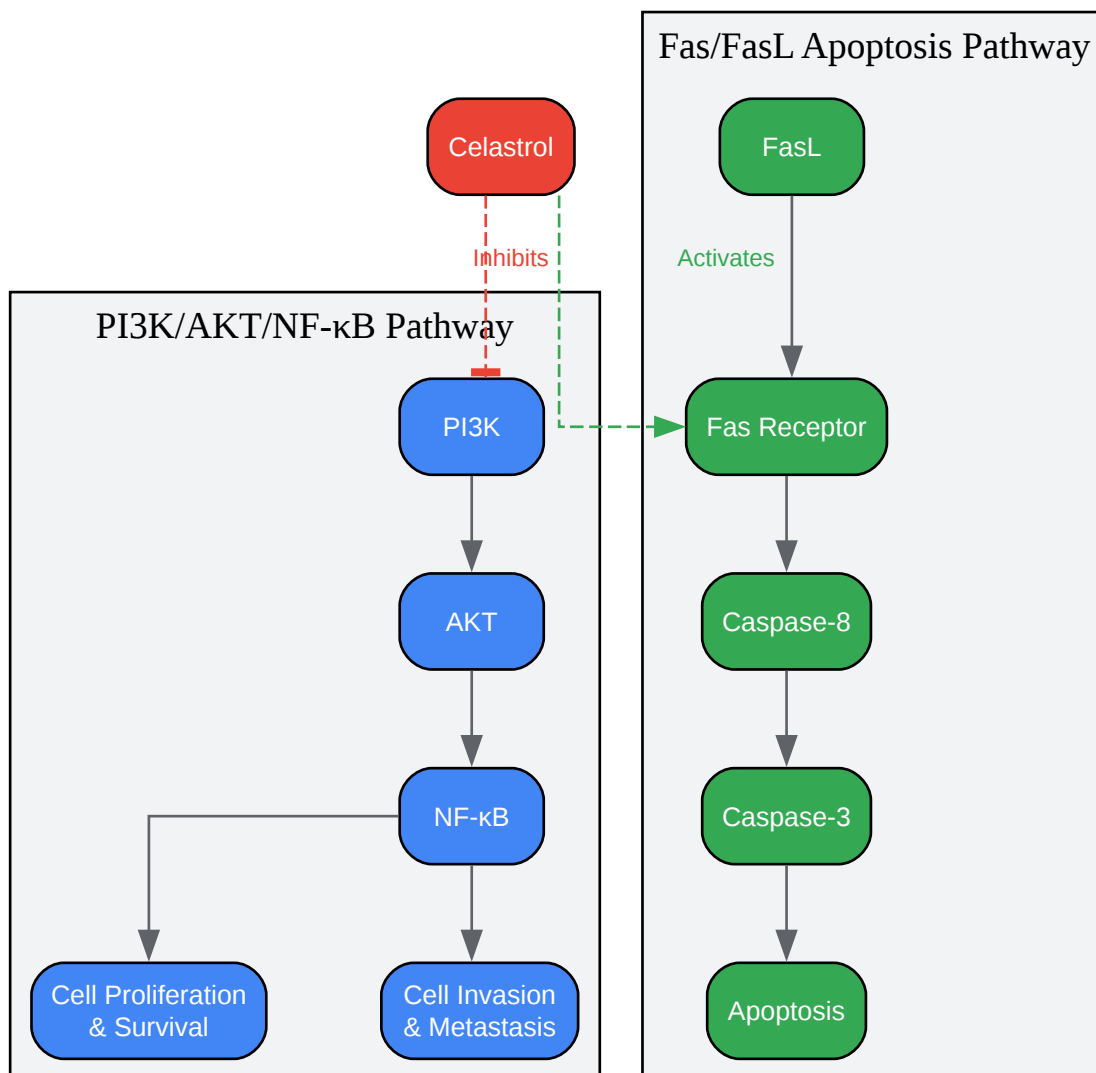 Fas/FasL Apoptosis Pathway
Celastrol
FasL
Inhibits
Activates
PI3K/AKT/NF-κB Pathway
PI3K
Fas Receptor
AKT
Caspase-8
NF-κB
Caspase-3
Cell Proliferation
& Survival
Cell Invasion
& Metastasis
Apoptosis